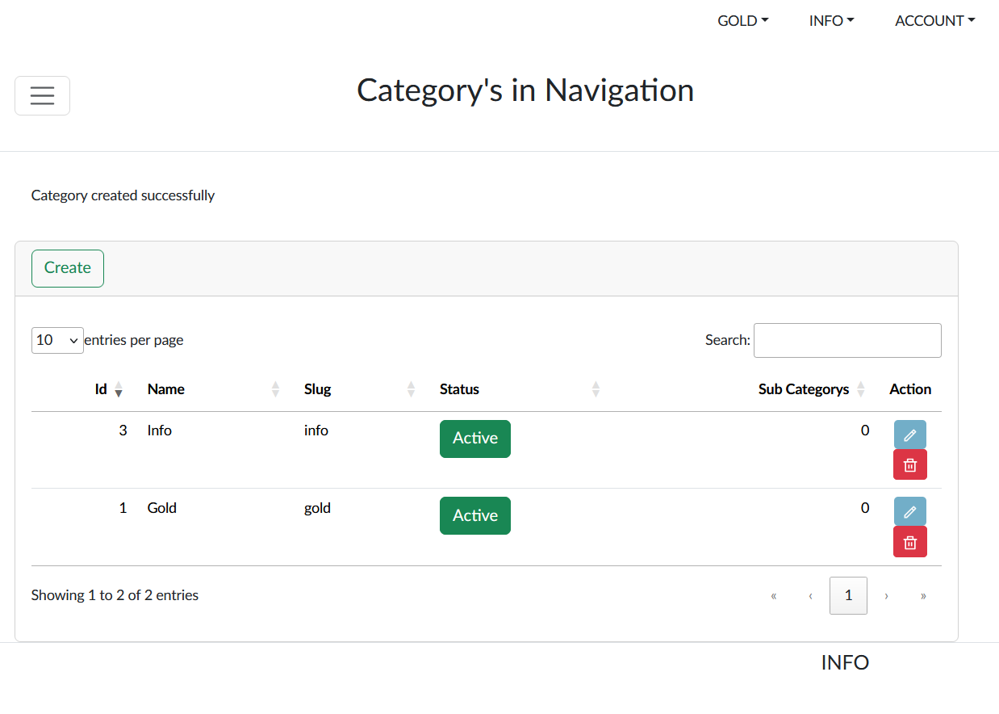 GOLD INFO ACCOUNT
Category's in Navigation
Category created successfully
Create
10 entries per page Search:
Id Name Slug Status Sub Categorys Action
3 Info info Active 0
1 Gold gold Active 0
Showing 1 to 2 of 2 entries « ‹ 1 › »
INFO